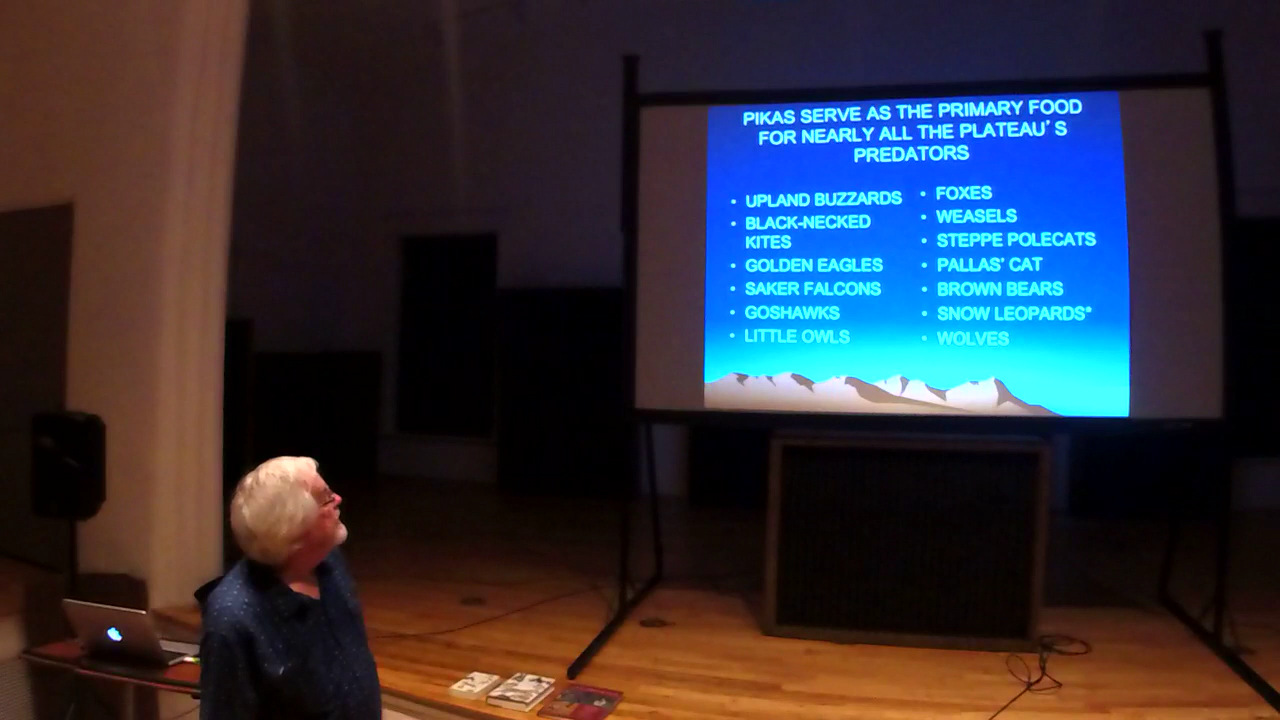 PIKAS SERVE AS THE PRIMARY FOOD
FOR NEARLY ALL THE PLATEAU'S
PREDATORS
• UPLAND BUZZARDS
• BLACK-NECKED
KITES
• GOLDEN EAGLES
• SAKER FALCONS
• GOSHAWKS
• LITTLE OWLS
• FOXES
• WEASELS
• STEPPE POLECATS
• PALLAS' CAT
• BROWN BEARS
• SNOW LEOPARDS*
• WOLVES